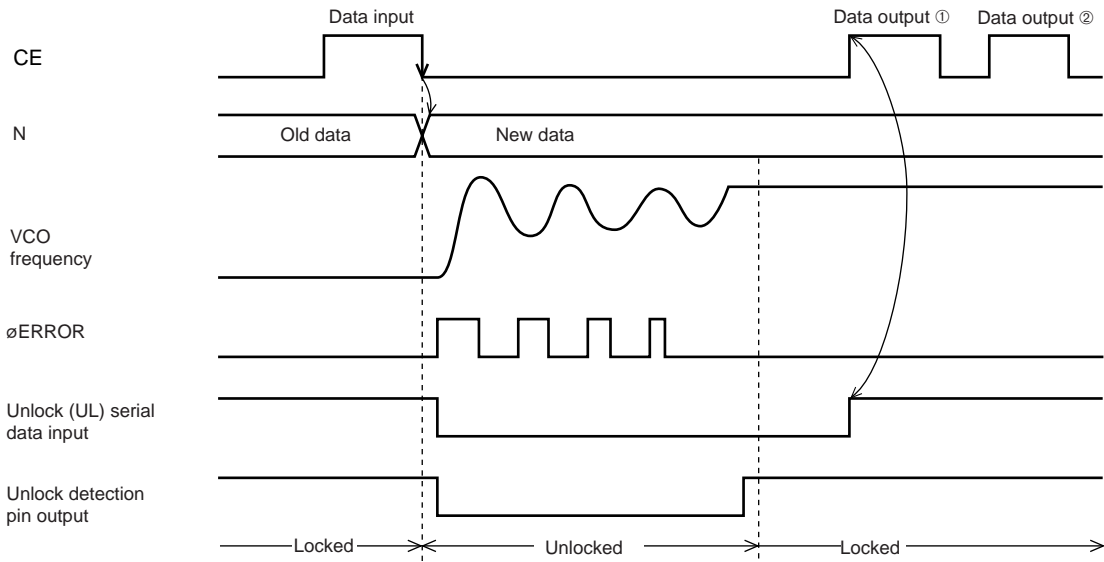 Data input
Data output ①
Data output ②
CE
N
Old data
New data
VCO
frequency
øERROR
Unlock (UL) serial
data input
Unlock detection
pin output
Locked
Unlocked
Locked